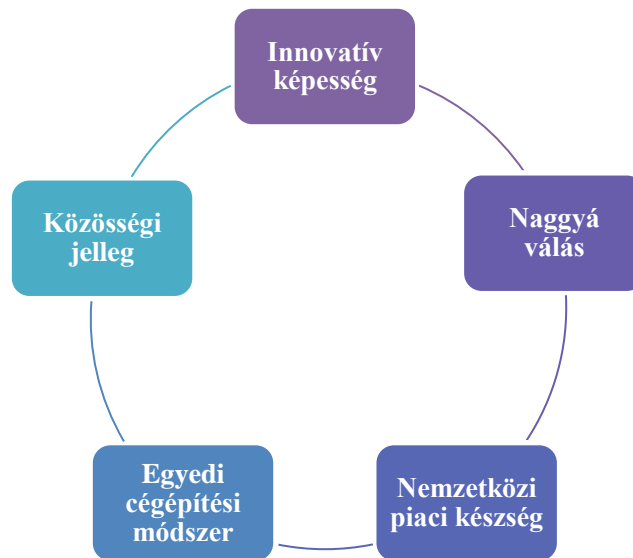 Innovatív
képesség
Naggyá
válás
Nemzetközi
piaci készség
Egyedi
cégépítési
módszer
Közösségi
jelleg